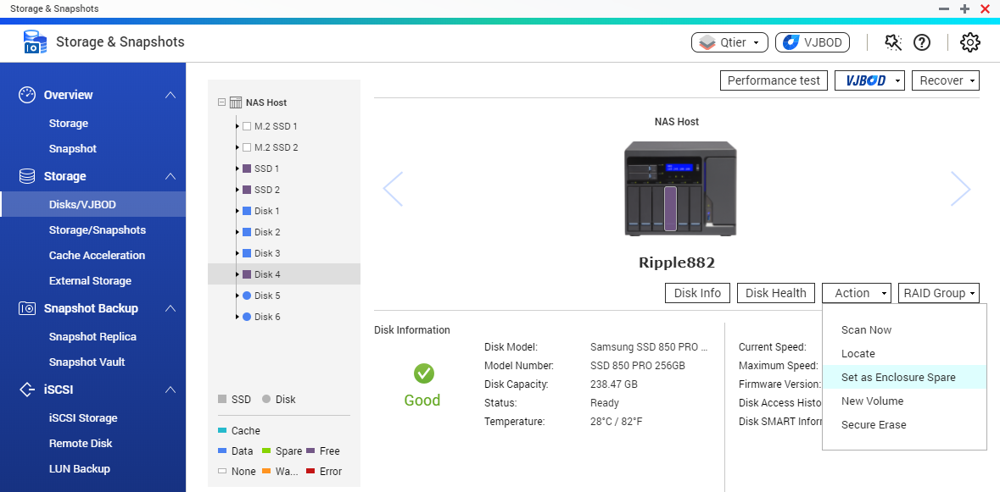 Storage & Snapshots
Storage & Snapshots
Qtier
VJBOD
Overview
Storage
Snapshot
Storage
Disks/VJBOD
Storage/Snapshots
Cache Acceleration
External Storage
Snapshot Backup
Snapshot Replica
Snapshot Vault
iSCSI
iSCSI Storage
Remote Disk
LUN Backup
NAS Host
M.2 SSD 1
M.2 SSD 2
SSD 1
SSD 2
Disk 1
Disk 2
Disk 3
Disk 4
Disk 5
Disk 6
SSD Disk
Cache
Data Spare Free
None Wa... Error
Performance test VJBOD Recover
NAS Host
Ripple882
Disk Info Disk Health Action RAID Group
Disk Information
Good
Disk Model: Samsung SSD 850 PRO ...
Model Number: SSD 850 PRO 256GB
Disk Capacity: 238.47 GB
Status: Ready
Temperature: 28°C / 82°F
Current Speed:
Maximum Speed:
Firmware Version:
Disk Access Histo
Disk SMART Infor
Scan Now
Locate
Set as Enclosure Spare
New Volume
Secure Erase